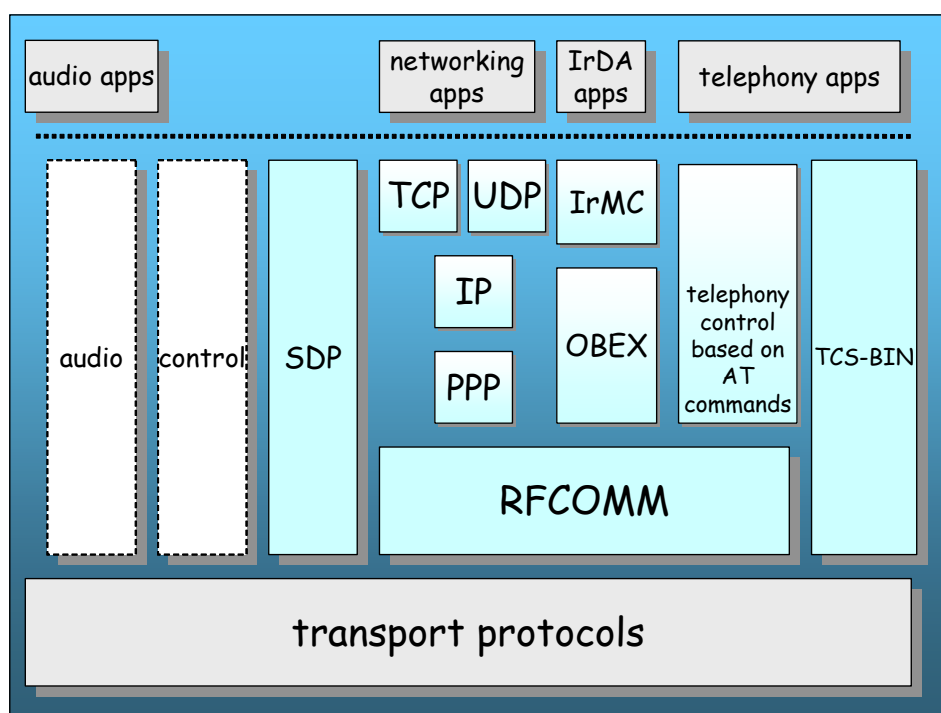 audio apps
networking
apps
IrDA
apps
telephony apps
audio
control
SDP
TCP
UDP
IP
PPP
IrMC
OBEX
telephony
control
based on
AT
commands
TCS-BIN
RFCOMM
transport protocols